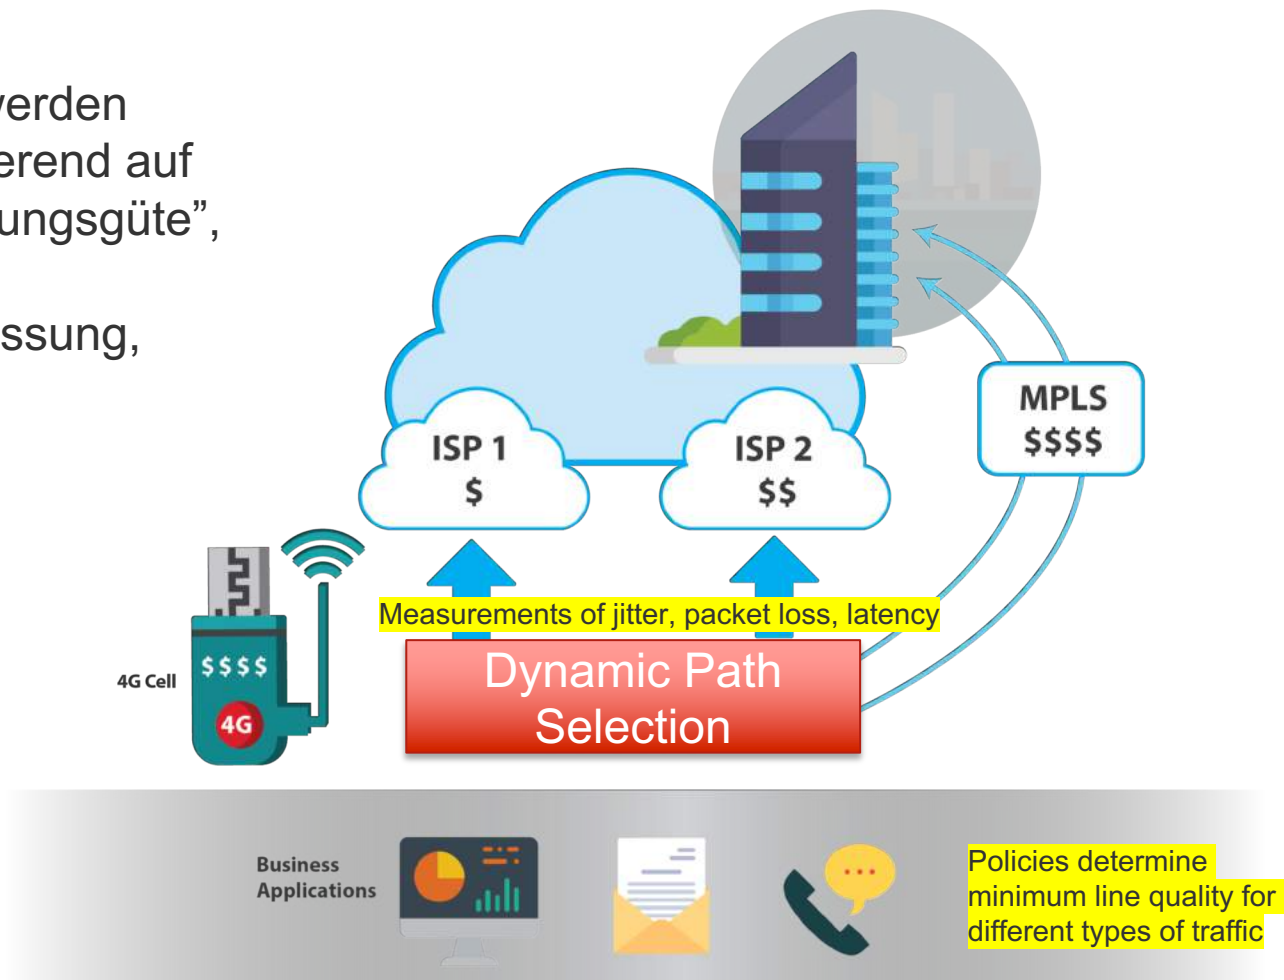 werden
erend auf
ungsgüte”,
ssung,
MPLS
$$$$
ISP 1
$
ISP 2
$$
Measurements of jitter, packet loss, latency
Dynamic Path
Selection
4G Cell
$$$$
4G
Business
Applications
Policies determine
minimum line quality for
different types of traffic